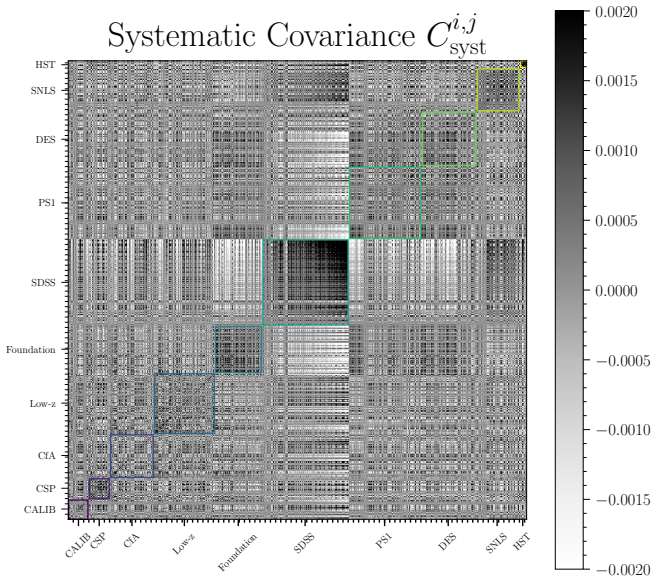 Systematic Covariance C^{i,j}_{syst}
HST
SNLS
DES
PS1
SDSS
Foundation
Low-z
CfA
CSP
CALIB
CALIB
CSP
CfA
Low-z
Foundation
SDSS
PS1
DES
SNLS
HST
0.0020
0.0015
0.0010
0.0005
0.0000
−0.0005
−0.0010
−0.0015
−0.0020